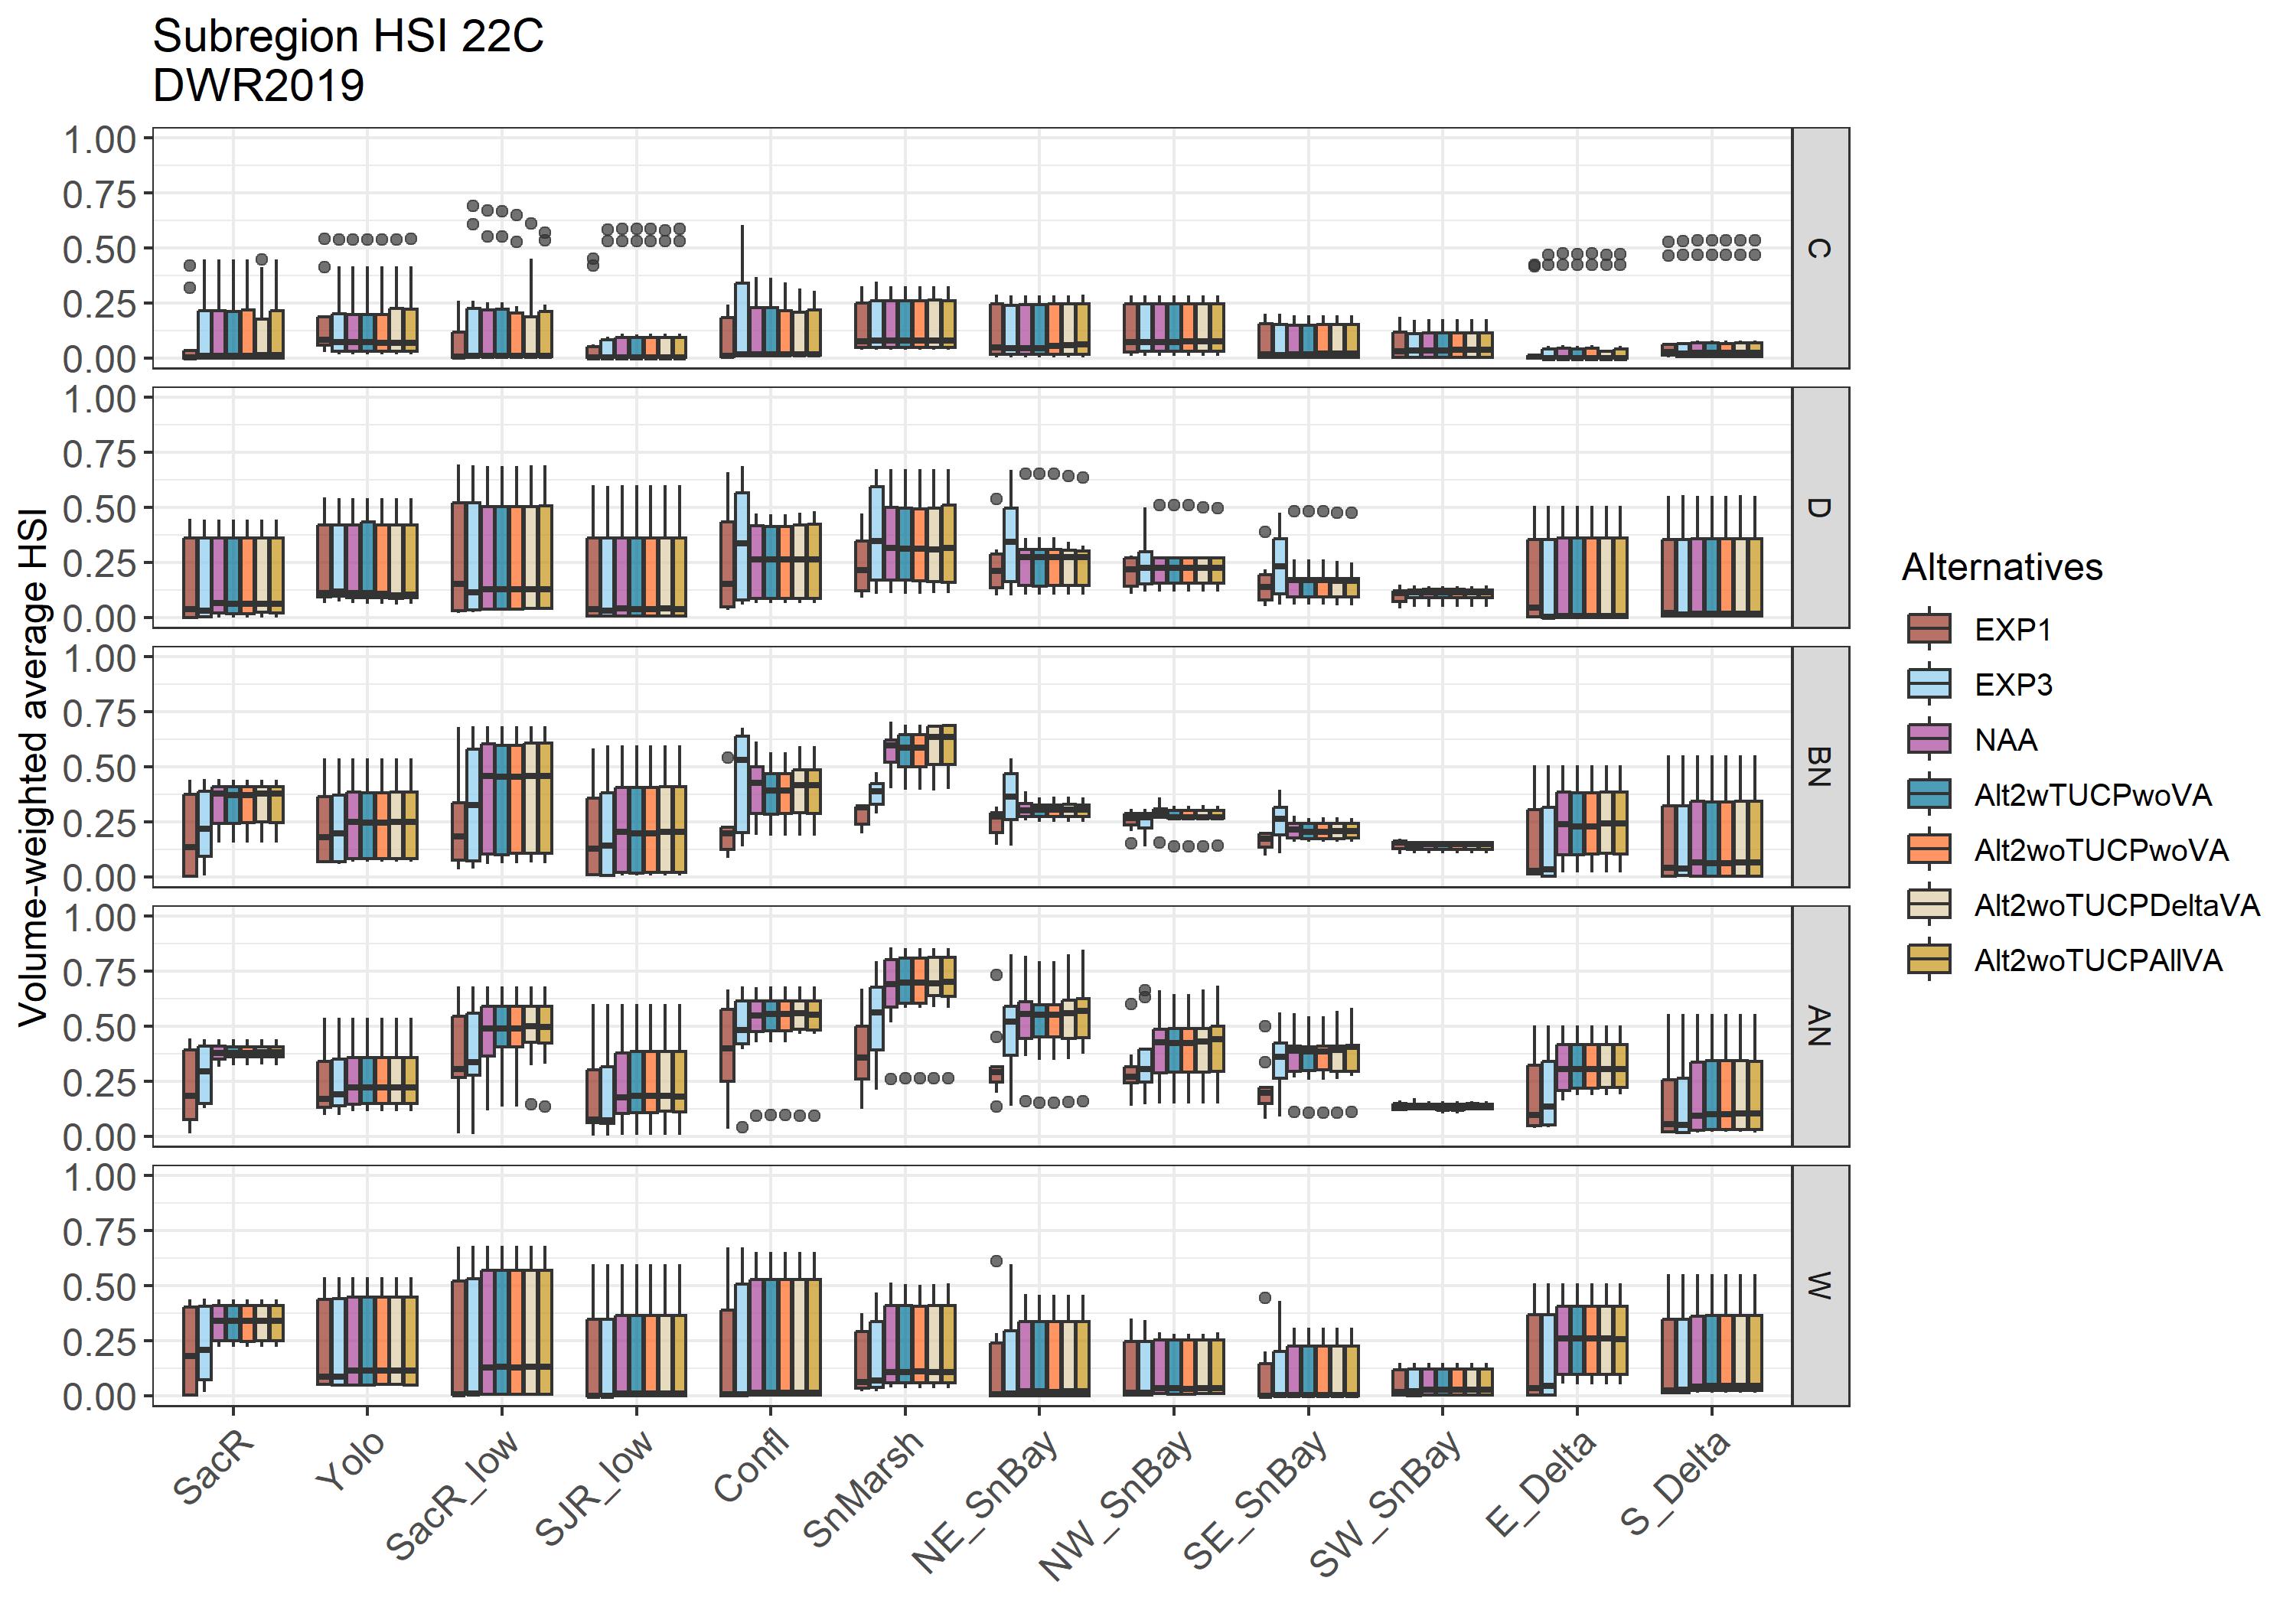 Subregion HSI 22C
DWR2019
Volume-weighted average HSI
1.00
0.75
0.50
0.25
0.00
C
1.00
0.75
0.50
0.25
0.00
D
1.00
0.75
0.50
0.25
0.00
BN
1.00
0.75
0.50
0.25
0.00
AN
1.00
0.75
0.50
0.25
0.00
W
SacR
Yolo
SacR_low
SJR_low
Confl
SnMarsh
NE_SnBay
NW_SnBay
SE_SnBay
SW_SnBay
E_Delta
S_Delta
Alternatives
EXP1
EXP3
NAA
Alt2wTUCPwoVA
Alt2woTUCPwoVA
Alt2woTUCPDeltaVA
Alt2woTUCPAllVA